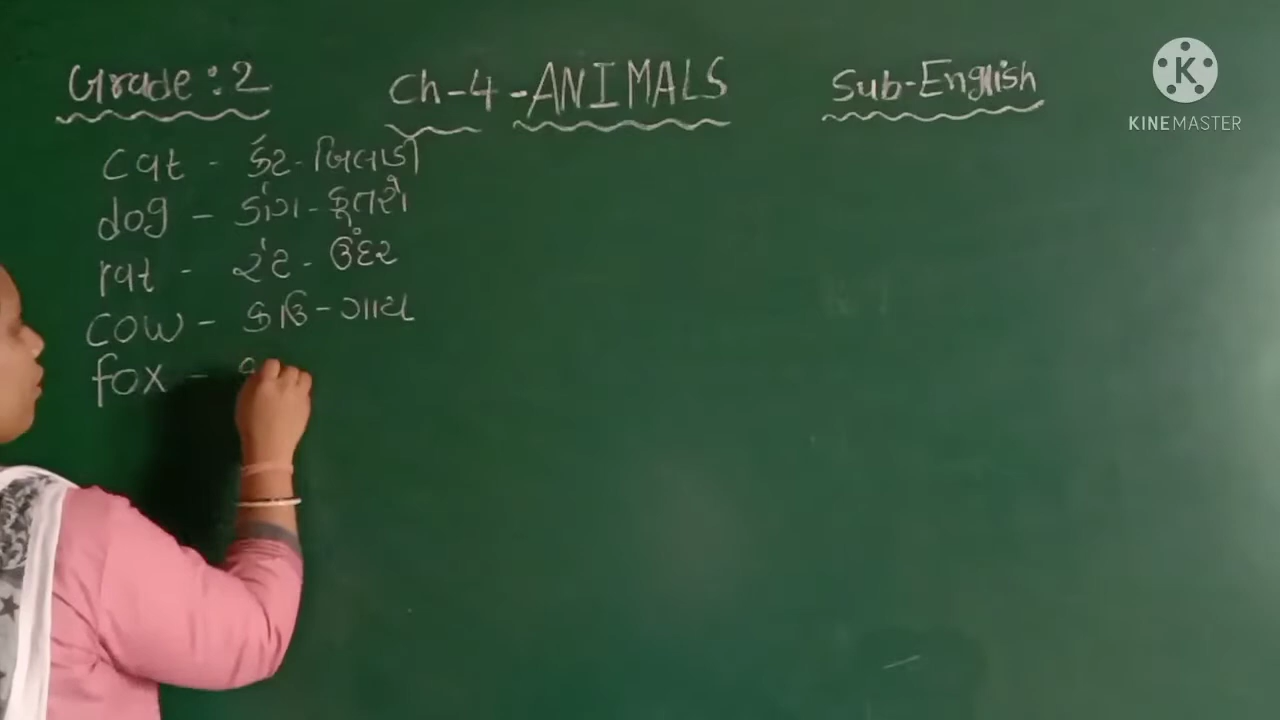 Grade : 2 Ch-4-ANIMALS Sub-English
K
KINEMASTER
cat - કેટ - બિલાડી
dog - ડૉગ - કૂતરો
rat - રેટ - ઉંદર
cow - કાઉ - ગાય
fox -